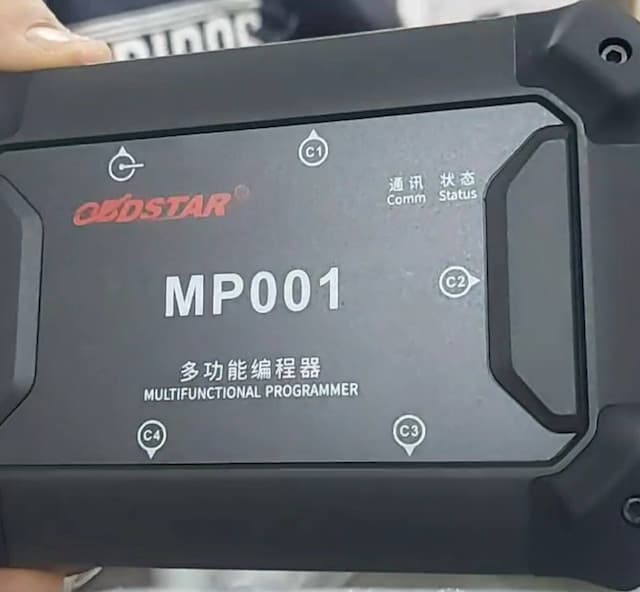 C1
通讯 状态
Comm Status
OBDSTAR®
C2
MP001
多功能编程器
MULTIFUNCTIONAL PROGRAMMER
C4
C3